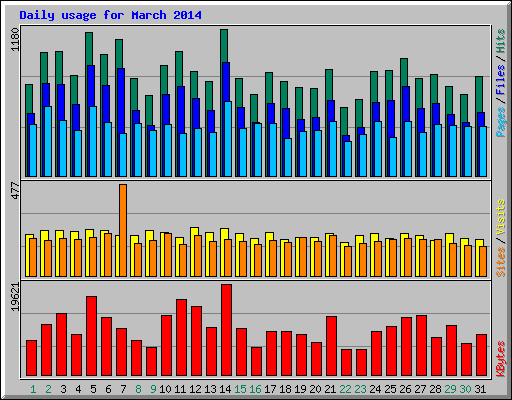 Daily usage for March 2014
1180
Pages / Files / Hits
477
Sites / Visits
19621
KBytes
1 2 3 4 5 6 7 8 9 10 11 12 13 14 15 16 17 18 19 20 21 22 23 24 25 26 27 28 29 30 31